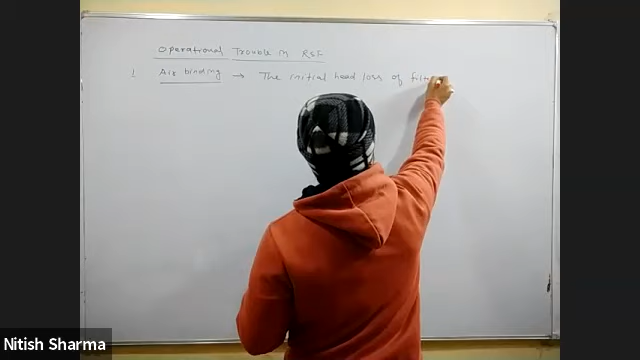 Operational Trouble in RSF
1 Air binding → The initial head loss of filt
Nitish Sharma